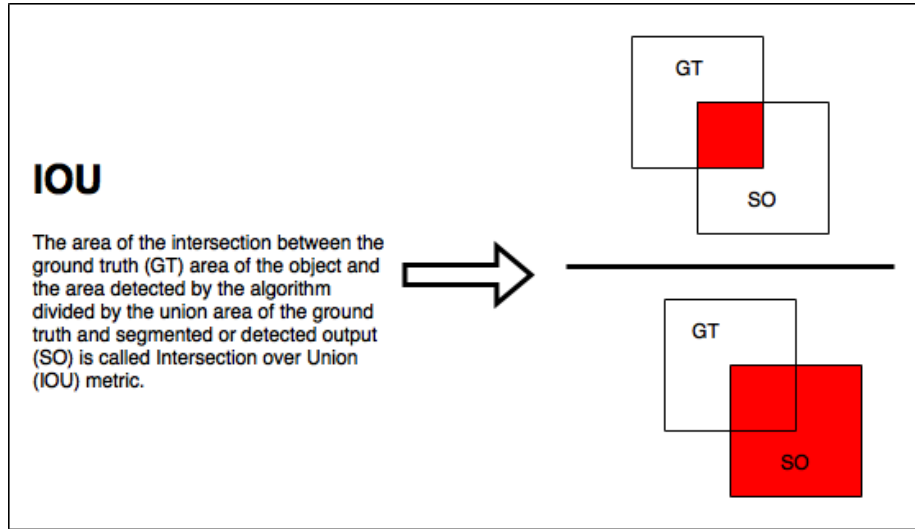 IOU
The area of the intersection between the
ground truth (GT) area of the object and
the area detected by the algorithm
divided by the union area of the ground
truth and segmented or detected output
(SO) is called Intersection over Union
(IOU) metric.
GT
SO
GT
SO